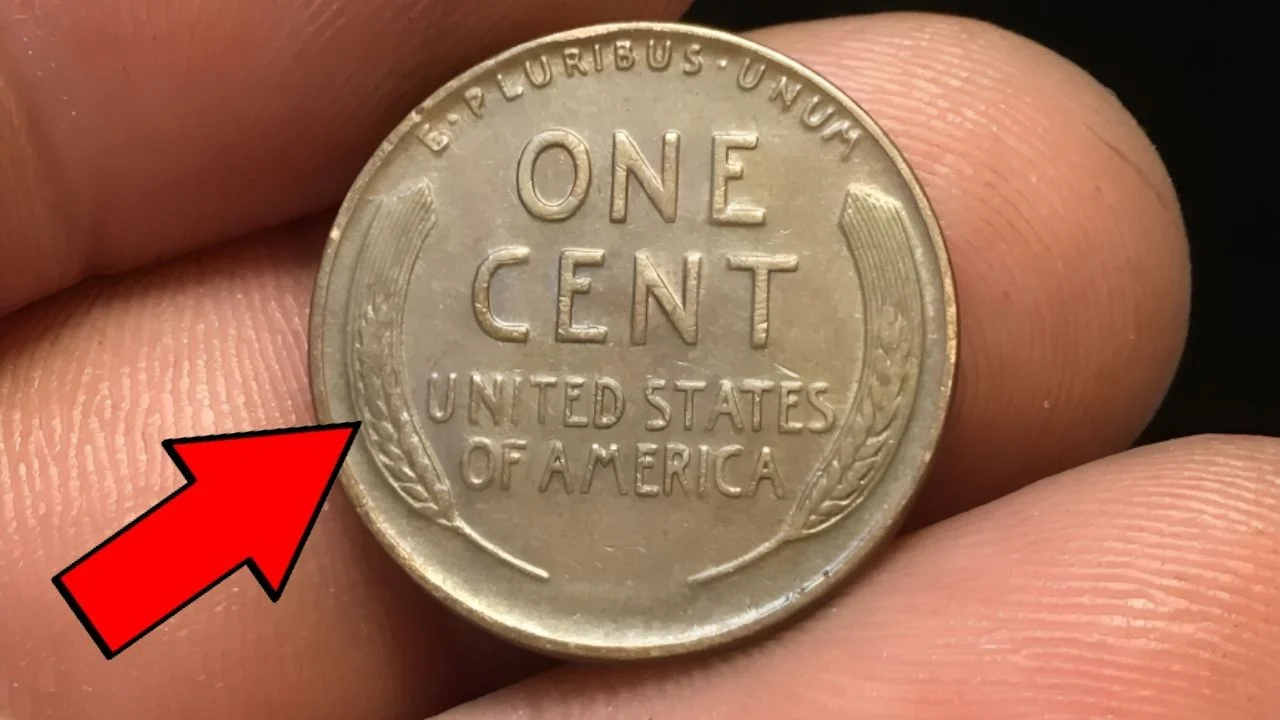 E·PLURIBUS·UNUM
ONE
CENT
UNITED STATES
OF AMERICA